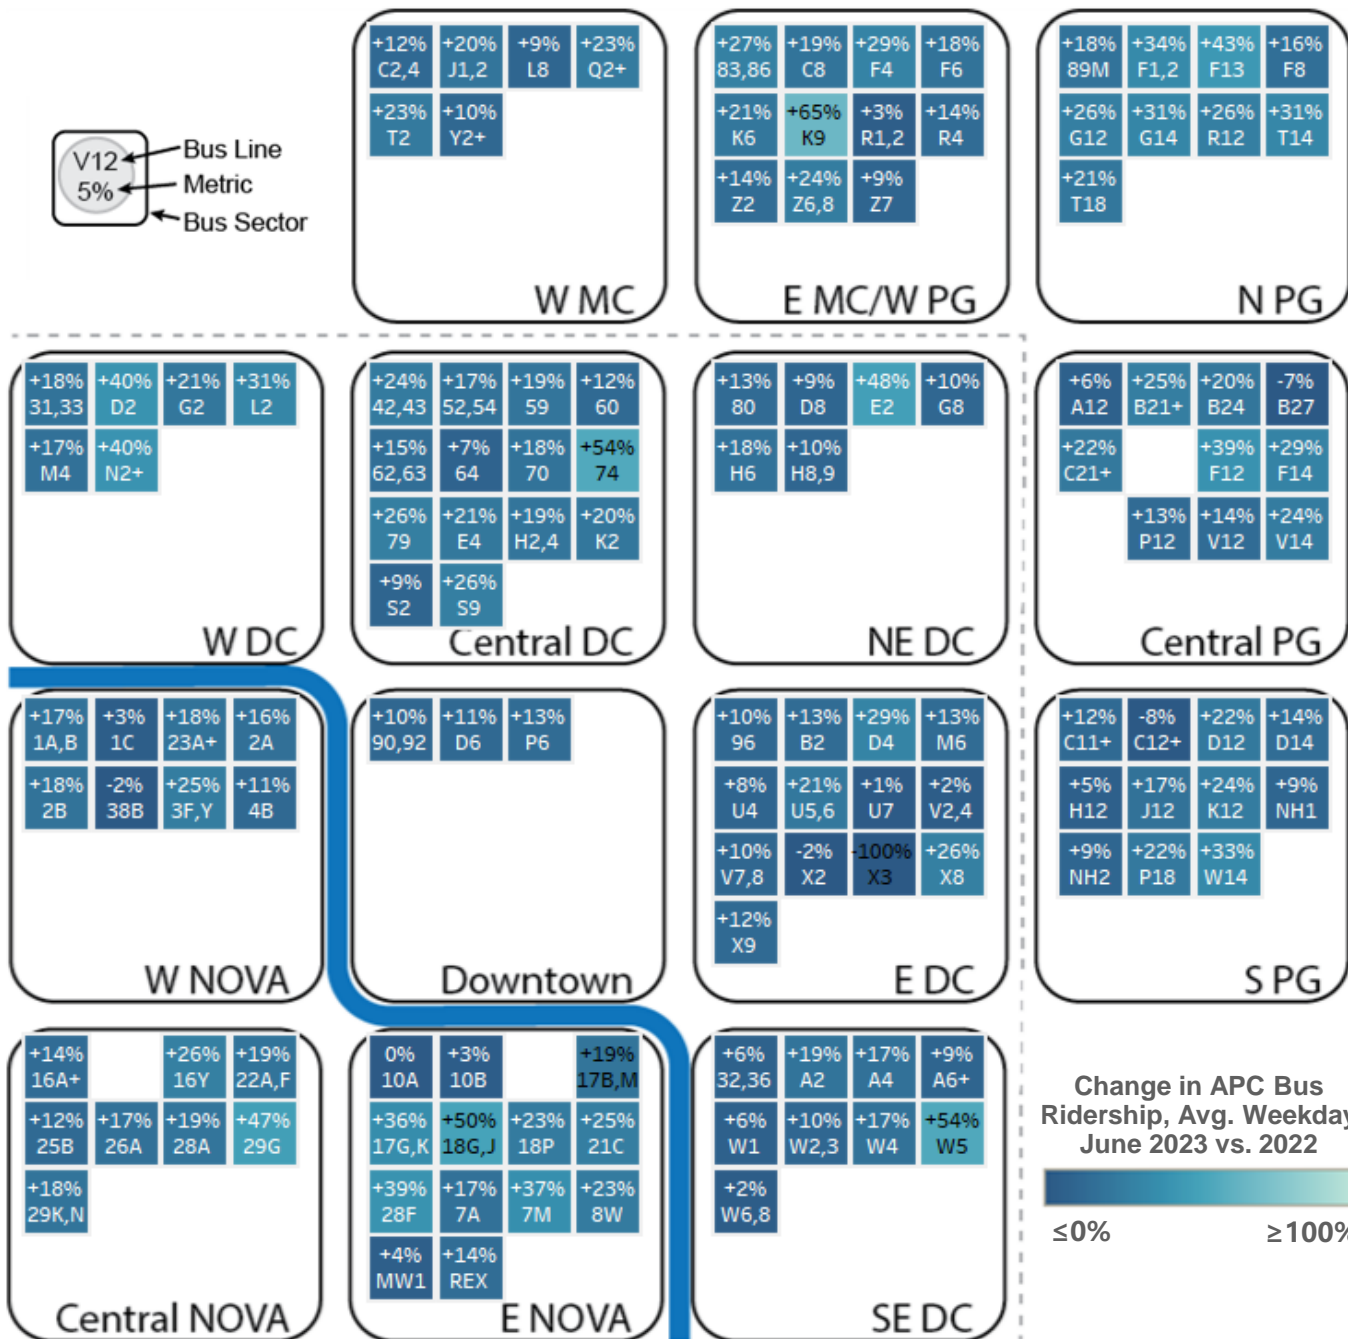 V12
5%
Bus Line
Metric
Bus Sector
+12% +20% +9% +23%
C2,4 J1,2 L8 Q2+
+23% +10%
T2 Y2+
W MC
+27% +19% +29% +18%
83,86 C8 F4 F6
+21% +65% +3% +14%
K6 K9 R1,2 R4
+14% +24% +9%
Z2 Z6,8 Z7
E MC/W PG
+18% +34% +43% +16%
89M F1,2 F13 F8
+26% +31% +26% +31%
G12 G14 R12 T14
+21%
T18
N PG
+18% +40% +21% +31%
31,33 D2 G2 L2
+17% +40%
M4 N2+
W DC
+24% +17% +19% +12%
42,43 52,54 59 60
+15% +7% +18% +54%
62,63 64 70 74
+26% +21% +19% +20%
79 E4 H2,4 K2
+9% +26%
S2 S9
Central DC
+13% +9% +48% +10%
80 D8 E2 G8
+18% +10%
H6 H8,9
NE DC
+6% +25% +20% -7%
A12 B21+ B24 B27
+22% +39% +29%
C21+ F12 F14
+13% +14% +24%
P12 V12 V14
Central PG
+17% +3% +18% +16%
1A,B 1C 23A+ 2A
+18% -2% +25% +11%
2B 38B 3F,Y 4B
W NOVA
+10% +11% +13%
90,92 D6 P6
Downtown
+10% +13% +29% +13%
96 B2 D4 M6
+8% +21% +1% +2%
U4 U5,6 U7 V2,4
+10% -2% -100% +26%
V7,8 X2 X3 X8
+12%
X9
E DC
+12% -8% +22% +14%
C11+ C12+ D12 D14
+5% +17% +24% +9%
H12 J12 K12 NH1
+9% +22% +33%
NH2 P18 W14
S PG
+14% +26% +19%
16A+ 16Y 22A,F
+12% +17% +19% +47%
25B 26A 28A 29G
+18%
29K,N
Central NOVA
0% +3% +19%
10A 10B 17B,M
+36% +50% +23% +25%
17G,K 18G,J 18P 21C
+39% +17% +37% +23%
28F 7A 7M 8W
+4% +14%
MW1 REX
E NOVA
+6% +19% +17% +9%
32,36 A2 A4 A6+
+6% +10% +17% +54%
W1 W2,3 W4 W5
+2%
W6,8
SE DC
Change in APC Bus
Ridership, Avg. Weekday
June 2023 vs. 2022
≤0% ≥100%